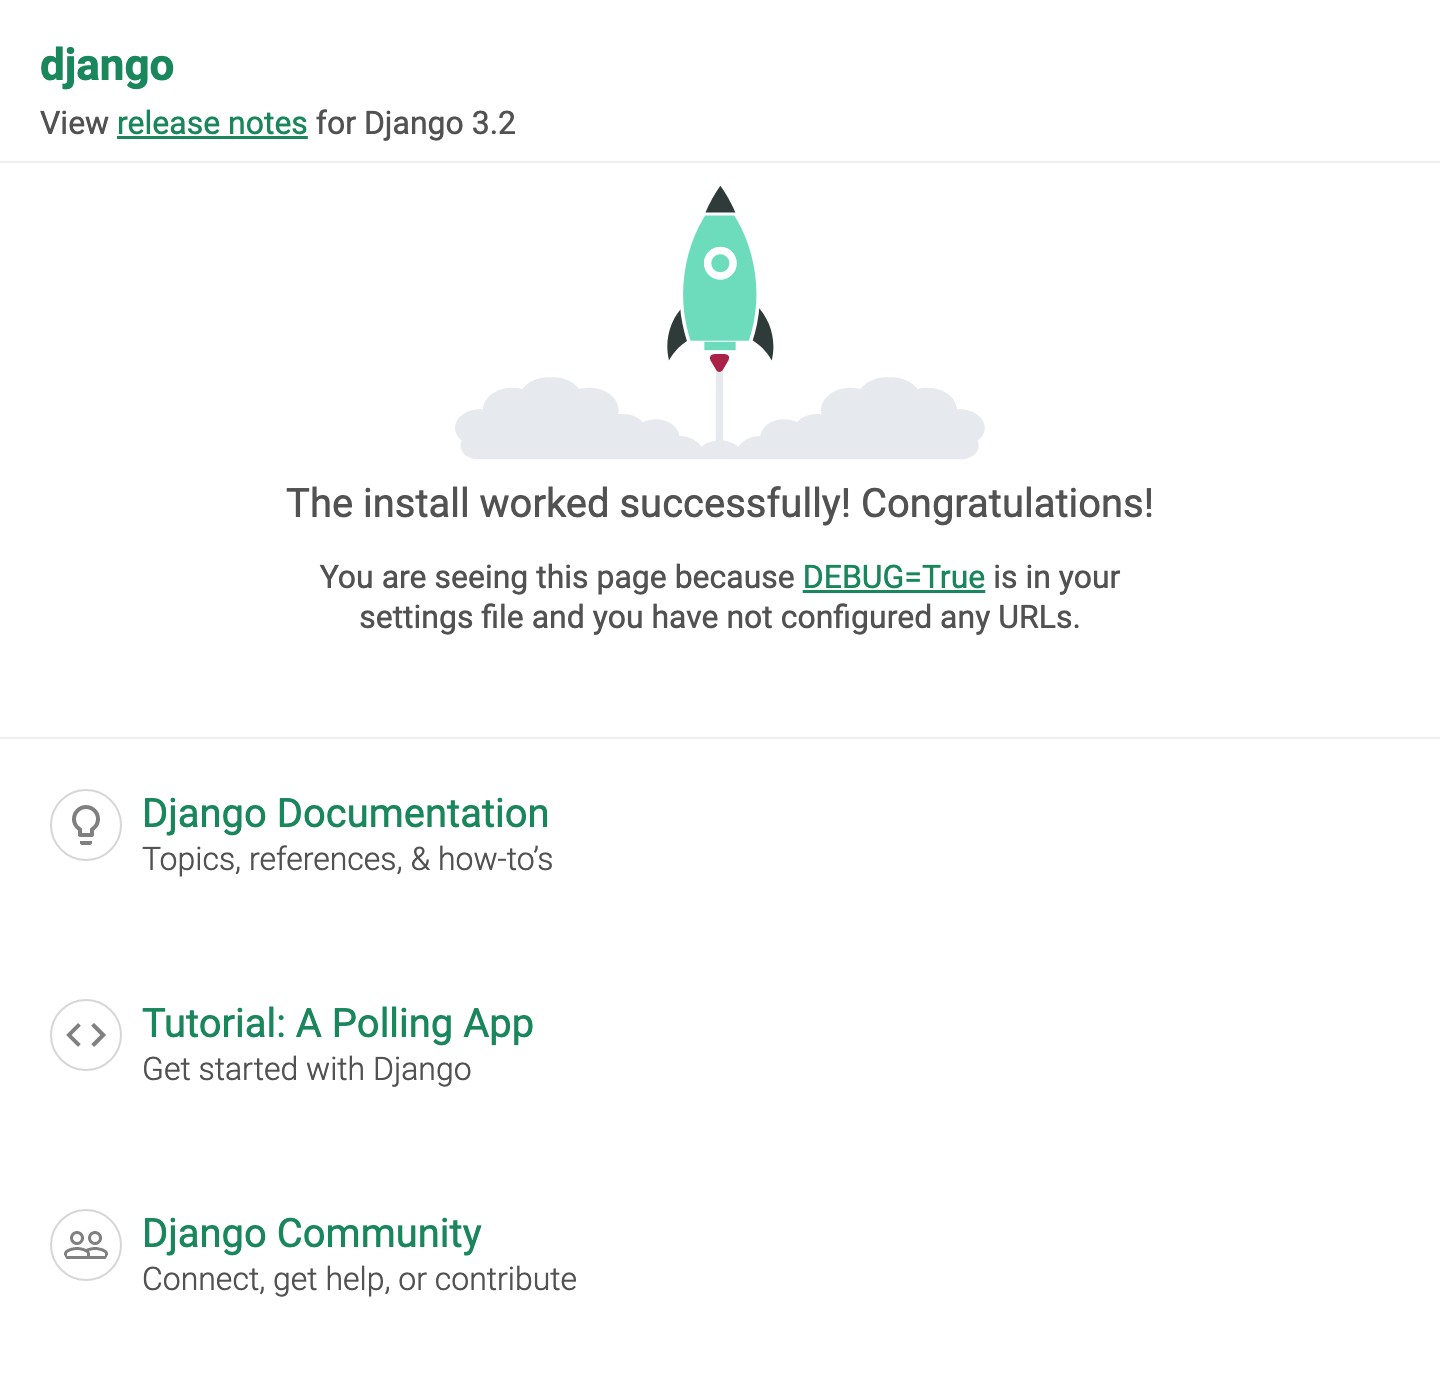 django
View release notes for Django 3.2
The install worked successfully! Congratulations!
You are seeing this page because DEBUG=True is in your
settings file and you have not configured any URLs.
Django Documentation
Topics, references, & how-to’s
Tutorial: A Polling App
Get started with Django
Django Community
Connect, get help, or contribute